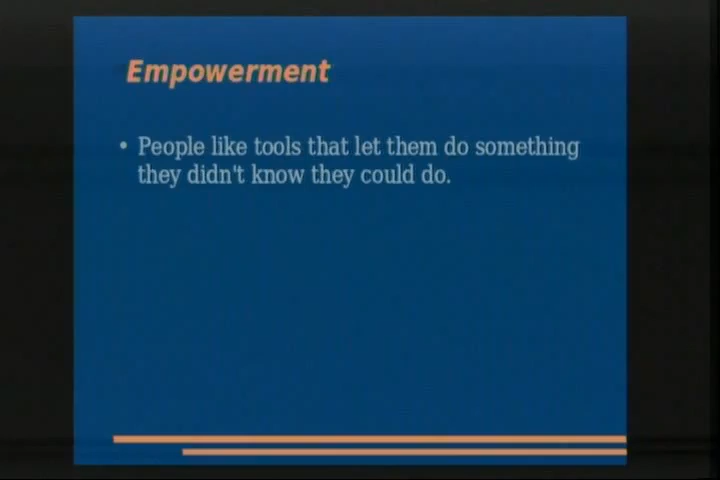 Empowerment
• People like tools that let them do something
they didn't know they could do.